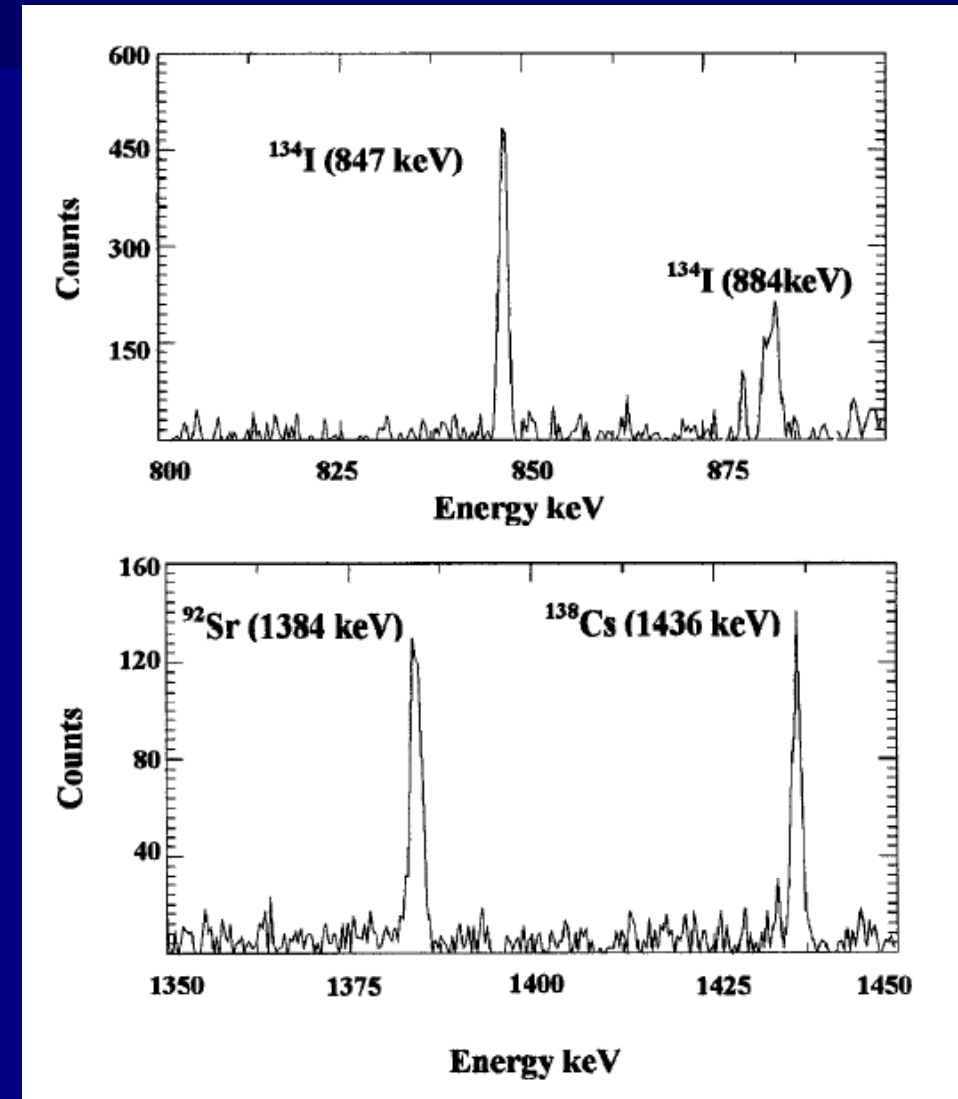 600
450
300
150
Counts
¹³⁴I (847 keV)
¹³⁴I (884keV)
800 825 850 875
Energy keV
160
120
80
40
Counts
⁹²Sr (1384 keV)
¹³⁸Cs (1436 keV)
1350 1375 1400 1425 1450
Energy keV